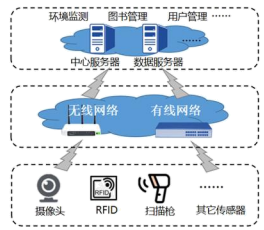 环境监测 图书管理 用户管理 ……
中心服务器 数据服务器
无线网络 有线网络
RFID
……
摄像头 RFID 扫描枪 其它传感器